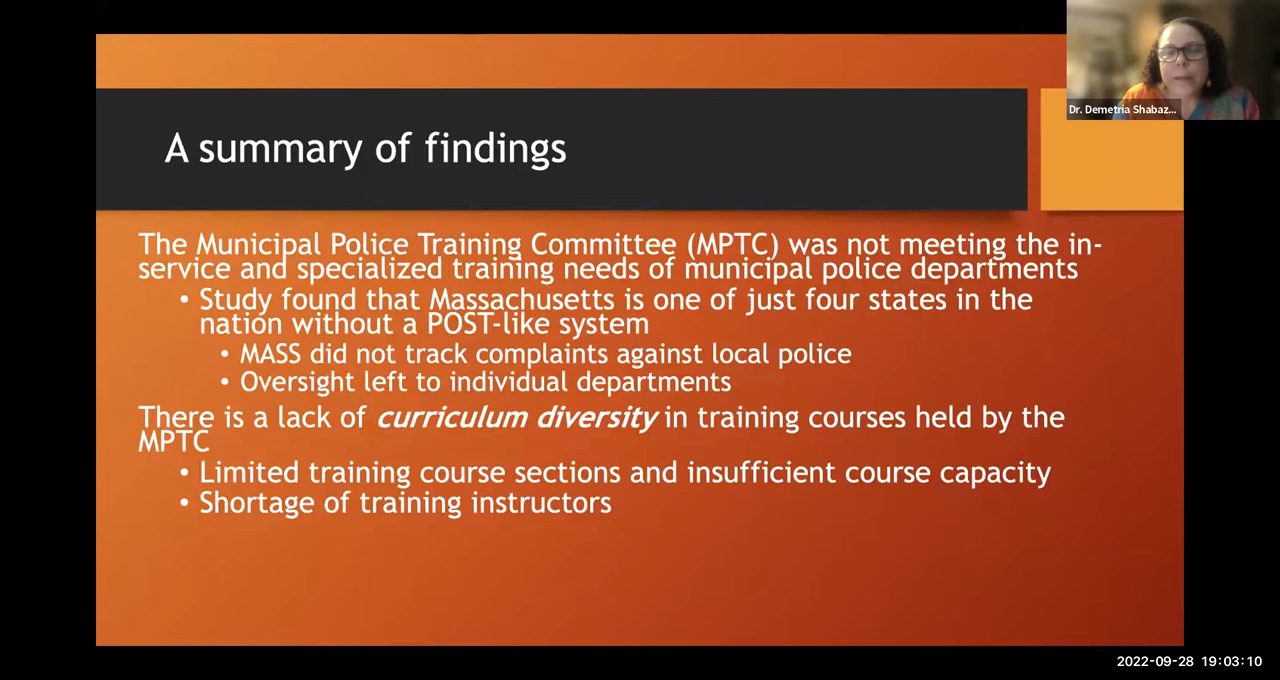 Dr. Demetria Shabaz...
A summary of findings
The Municipal Police Training Committee (MPTC) was not meeting the in-
service and specialized training needs of municipal police departments
• Study found that Massachusetts is one of just four states in the
nation without a POST-like system
• MASS did not track complaints against local police
• Oversight left to individual departments
There is a lack of curriculum diversity in training courses held by the
MPTC
• Limited training course sections and insufficient course capacity
• Shortage of training instructors
2022-09-28 19:03:10